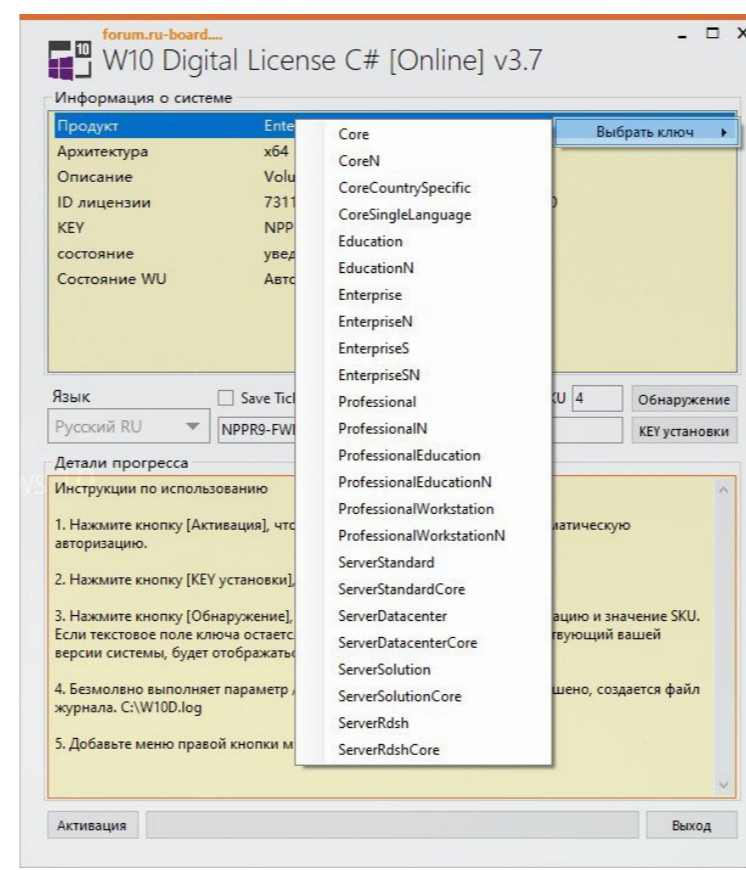 forum.ru-board....
W10 Digital License C# [Online] v3.7
Информация о системе
Продукт Ente
Выбрать ключ
Архитектура x64
Описание Volu
ID лицензии 7311
KEY NPP
состояние увед
Состояние WU Авто
Core
CoreN
CoreCountrySpecific
CoreSingleLanguage
Education
EducationN
Enterprise
EnterpriseN
EnterpriseS
EnterpriseSN
Professional
ProfessionalN
ProfessionalEducation
ProfessionalEducationN
ProfessionalWorkstation
ProfessionalWorkstationN
ServerStandard
ServerStandardCore
ServerDatacenter
ServerDatacenterCore
ServerSolution
ServerSolutionCore
ServerRdsh
ServerRdshCore
Язык Save Tick KU 4 Обнаружение
Русский RU NPPR9-FW KEY установки
Детали прогресса
Инструкции по использованию
1. Нажмите кнопку [Активация], что матическую
авторизацию.
2. Нажмите кнопку [KEY установки],
3. Нажмите кнопку [Обнаружение], ацию и значение SKU.
Если текстовое поле ключа остаетс твующий вашей
версии системы, будет отображатьс
4. Безмолвно выполняет параметр / шено, создается файл
журнала. C:\W10D.log
5. Добавьте меню правой кнопки м
Активация Выход